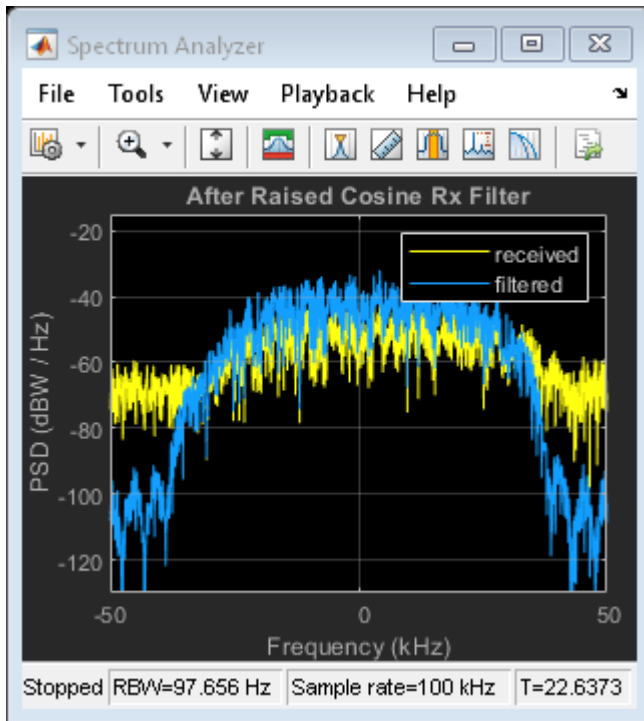 Spectrum Analyzer
File Tools View Playback Help
After Raised Cosine Rx Filter
received
filtered
PSD (dBW / Hz)
-20
-40
-60
-80
-100
-120
-50 0 50
Frequency (kHz)
Stopped RBW=97.656 Hz Sample rate=100 kHz T=22.6373